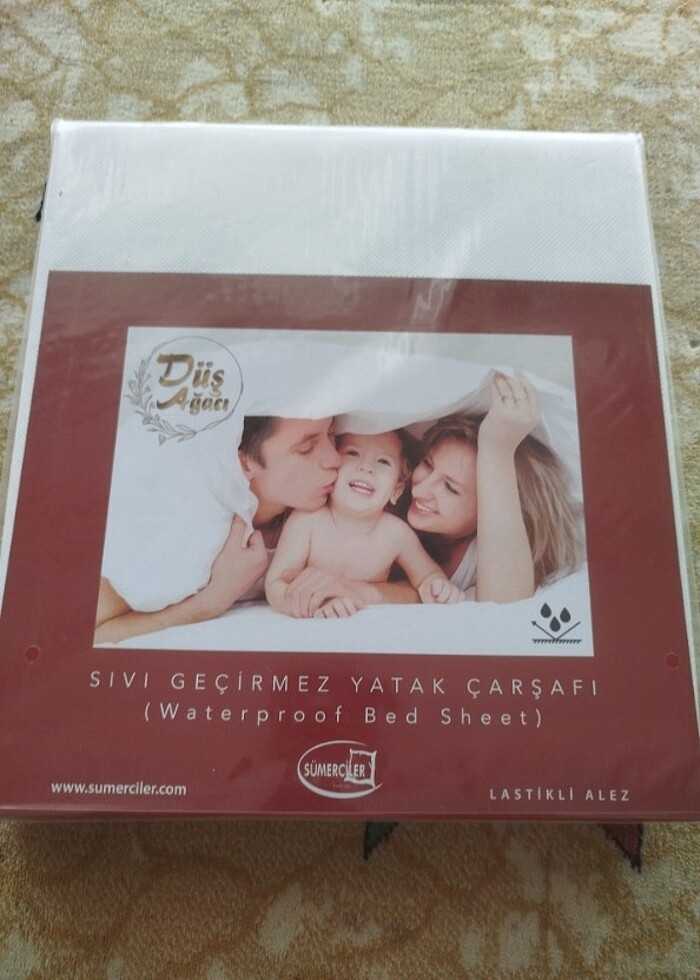 Düş
Ağacı
SIVI GEÇİRMEZ YATAK ÇARŞAFI
(Waterproof Bed Sheet)
SÜMERCİLER
www.sumerciler.com
LASTİKLİ ALEZ